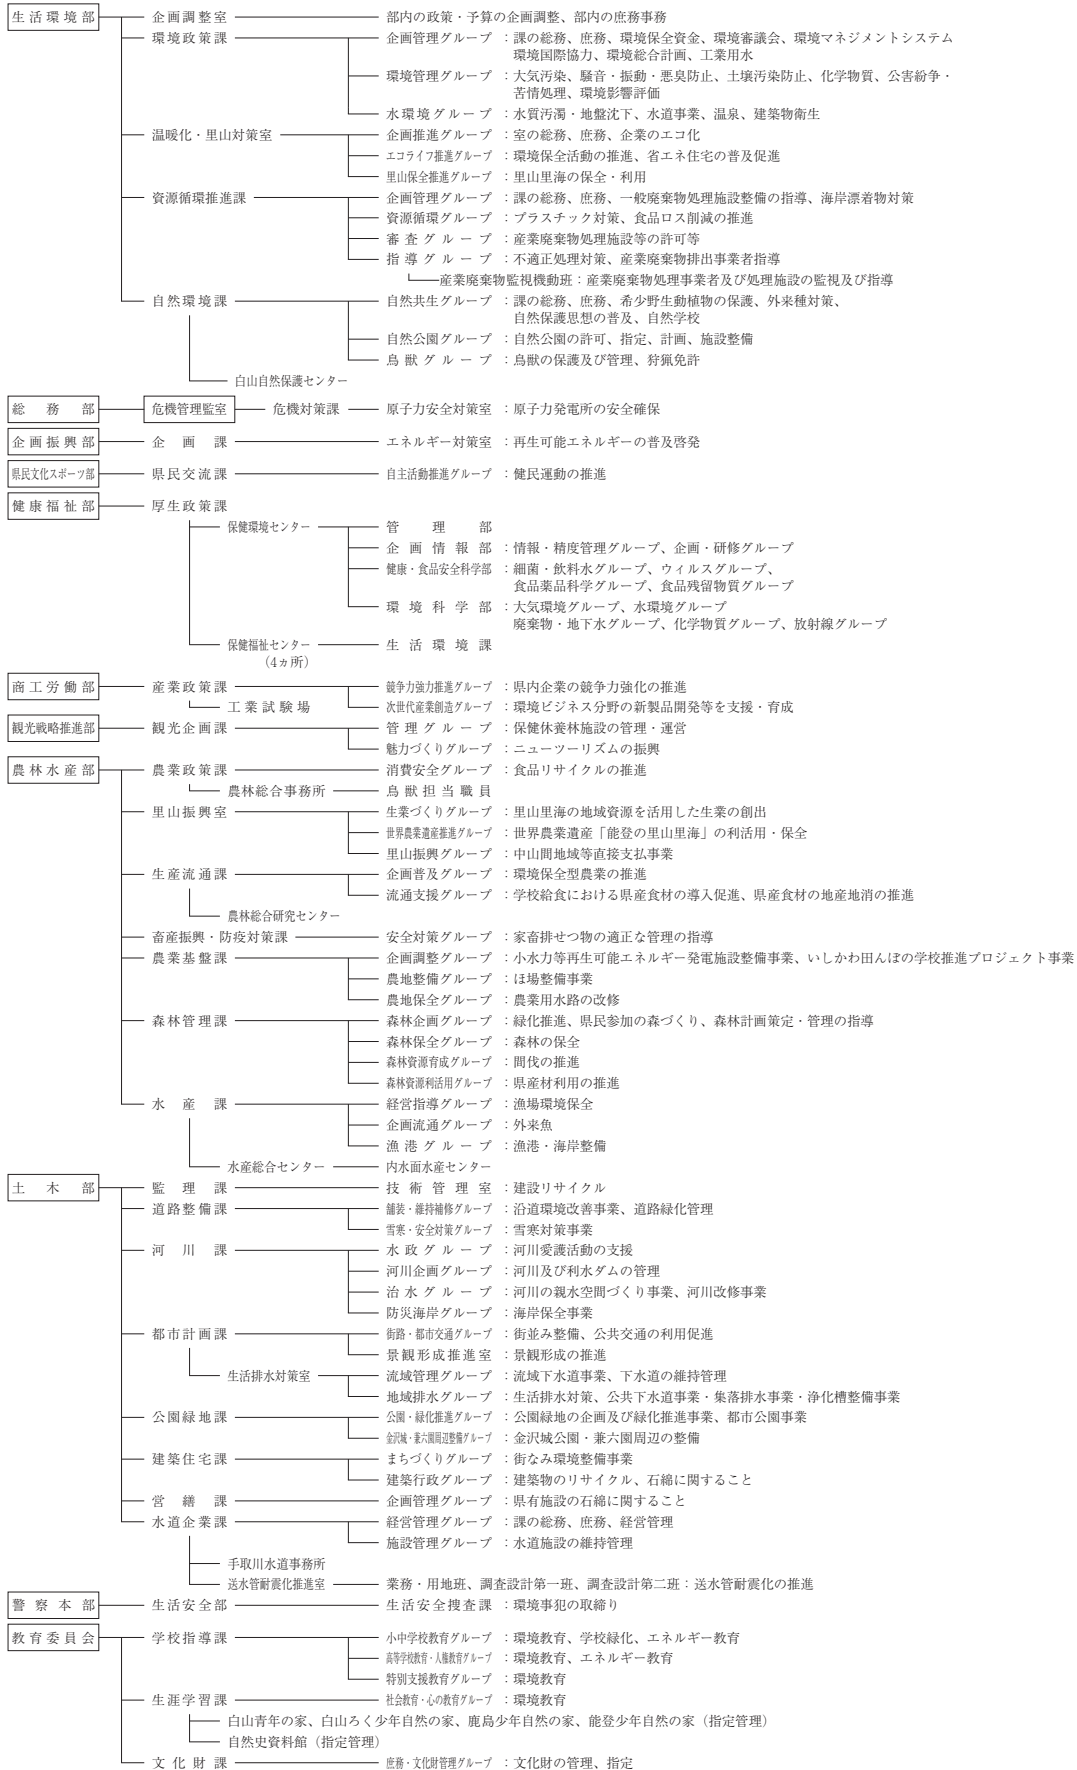 生活環境部 企画調整室 部内の政策・予算の企画調整、部内の庶務事務
環境政策課 企画管理グループ：課の総務、庶務、環境保全資金、環境審議会、環境マネジメントシステム
環境国際協力、環境総合計画、工業用水
環境管理グループ：大気汚染、騒音・振動・悪臭防止、土壌汚染防止、化学物質、公害紛争・
苦情処理、環境影響評価
水環境グループ：水質汚濁・地盤沈下、水道事業、温泉、建築物衛生
温暖化・里山対策室 企画推進グループ：室の総務、庶務、企業のエコ化
エコライフ推進グループ：環境保全活動の推進、省エネ住宅の普及促進
里山保全推進グループ：里山里海の保全・利用
資源循環推進課 企画管理グループ：課の総務、庶務、一般廃棄物処理施設整備の指導、海岸漂着物対策
資源循環グループ：プラスチック対策、食品ロス削減の推進
審査グループ：産業廃棄物処理施設等の許可等
指導グループ：不適正処理対策、産業廃棄物排出事業者指導
産業廃棄物監視機動班：産業廃棄物処理事業者及び処理施設の監視及び指導
自然環境課 自然共生グループ：課の総務、庶務、希少野生動植物の保護、外来種対策、
自然保護思想の普及、自然学校
自然公園グループ：自然公園の許可、指定、計画、施設整備
鳥獣グループ：鳥獣の保護及び管理、狩猟免許
白山自然保護センター
総務部 危機管理監室 危機対策課 原子力安全対策室：原子力発電所の安全確保
企画振興部 企画課 エネルギー対策室：再生可能エネルギーの普及啓発
県民文化スポーツ部 県民交流課 自主活動推進グループ：健民運動の推進
健康福祉部 厚生政策課
保健環境センター 管理部
企画情報部：情報・精度管理グループ、企画・研修グループ
健康・食品安全科学部：細菌・飲料水グループ、ウィルスグループ、
食品薬品科学グループ、食品残留物質グループ
環境科学部：大気環境グループ、水環境グループ
廃棄物・地下水グループ、化学物質グループ、放射線グループ
保健福祉センター 生活環境課
(4ヵ所)
商工労働部 産業政策課 競争力強力推進グループ：県内企業の競争力強化の推進
工業試験場 次世代産業創造グループ：環境ビジネス分野の新製品開発等を支援・育成
観光戦略推進部 観光企画課 管理グループ：保健休養林施設の管理・運営
魅力づくりグループ：ニューツーリズムの振興
農林水産部 農業政策課 消費安全グループ：食品リサイクルの推進
農林総合事務所 鳥獣担当職員
里山振興室 生業づくりグループ：里山里海の地域資源を活用した生業の創出
世界農業遺産推進グループ：世界農業遺産「能登の里山里海」の利活用・保全
里山振興グループ：中山間地域等直接支払事業
生産流通課 企画普及グループ：環境保全型農業の推進
流通支援グループ：学校給食における県産食材の導入促進、県産食材の地産地消の推進
農林総合研究センター
畜産振興・防疫対策課 安全対策グループ：家畜排せつ物の適正な管理の指導
農業基盤課 企画調整グループ：小水力等再生可能エネルギー発電施設整備事業、いしかわ田んぼの学校推進プロジェクト事業
農地整備グループ：ほ場整備事業
農地保全グループ：農業用水路の改修
森林管理課 森林企画グループ：緑化推進、県民参加の森づくり、森林計画策定・管理の指導
森林保全グループ：森林の保全
森林資源育成グループ：間伐の推進
森林資源利活用グループ：県産材利用の推進
水産課 経営指導グループ：漁場環境保全
企画流通グループ：外来魚
漁港グループ：漁港・海岸整備
水産総合センター 内水面水産センター
土木部 監理課 技術管理室：建設リサイクル
道路整備課 舗装・維持補修グループ：沿道環境改善事業、道路緑化管理
雪寒・安全対策グループ：雪寒対策事業
河川課 水政グループ：河川愛護活動の支援
河川企画グループ：河川及び利水ダムの管理
治水グループ：河川の親水空間づくり事業、河川改修事業
防災海岸グループ：海岸保全事業
都市計画課 街路・都市交通グループ：街並み整備、公共交通の利用促進
景観形成推進室：景観形成の推進
生活排水対策室 流域管理グループ：流域下水道事業、下水道の維持管理
地域排水グループ：生活排水対策、公共下水道事業・集落排水事業・浄化槽整備事業
公園緑地課 公園・緑化推進グループ：公園緑地の企画及び緑化推進事業、都市公園事業
金沢城・兼六園周辺整備グループ：金沢城公園・兼六園周辺の整備
建築住宅課 まちづくりグループ：街なみ環境整備事業
建築行政グループ：建築物のリサイクル、石綿に関すること
営繕課 企画管理グループ：県有施設の石綿に関すること
水道企業課 経営管理グループ：課の総務、庶務、経営管理
施設管理グループ：水道施設の維持管理
手取川水道事務所
送水管耐震化推進室 業務・用地班、調査設計第一班、調査設計第二班：送水管耐震化の推進
警察本部 生活安全部 生活安全捜査課：環境事犯の取締り
教育委員会 学校指導課 小中学校教育グループ：環境教育、学校緑化、エネルギー教育
高等学校教育・人権教育グループ：環境教育、エネルギー教育
特別支援教育グループ：環境教育
生涯学習課 社会教育・心の教育グループ：環境教育
白山青年の家、白山ろく少年自然の家、鹿島少年自然の家、能登少年自然の家（指定管理）
自然史資料館（指定管理）
文化財課 庶務・文化財管理グループ：文化財の管理、指定